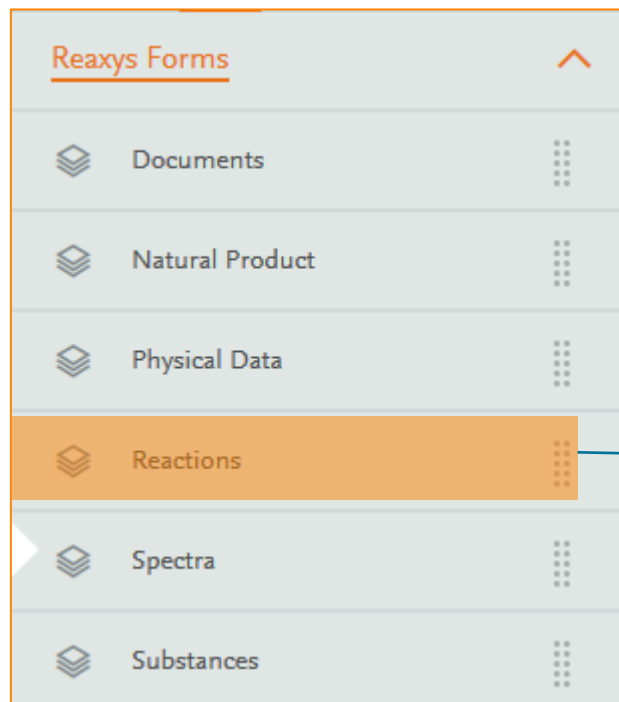 Reaxys Forms
Documents
Natural Product
Physical Data
Reactions
Spectra
Substances